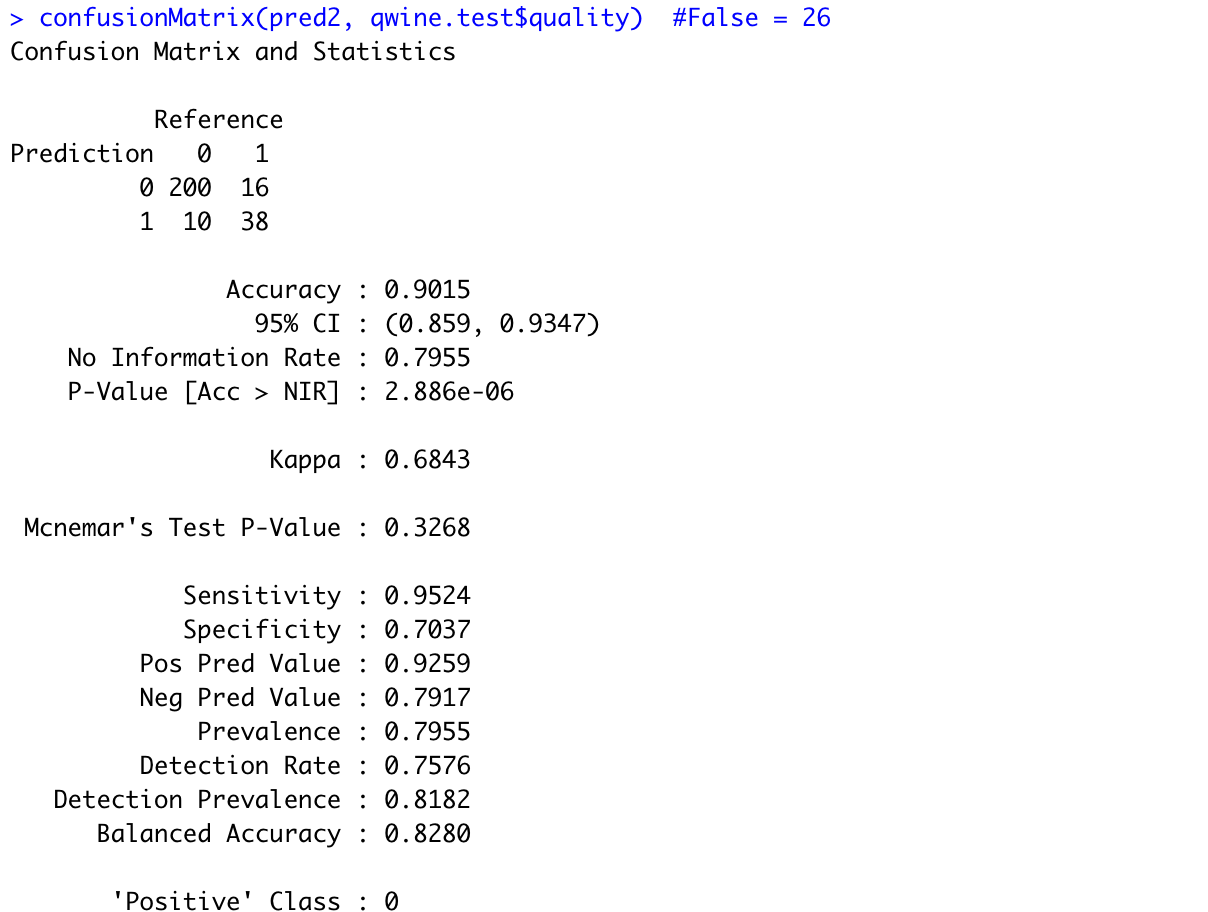 > confusionMatrix(pred2, qwine.test$quality)  #False = 26
Confusion Matrix and Statistics

          Reference
Prediction   0   1
         0 200  16
         1  10  38

               Accuracy : 0.9015
                 95% CI : (0.859, 0.9347)
    No Information Rate : 0.7955
    P-Value [Acc > NIR] : 2.886e-06

                  Kappa : 0.6843

 Mcnemar's Test P-Value : 0.3268

            Sensitivity : 0.9524
            Specificity : 0.7037
         Pos Pred Value : 0.9259
         Neg Pred Value : 0.7917
             Prevalence : 0.7955
         Detection Rate : 0.7576
   Detection Prevalence : 0.8182
      Balanced Accuracy : 0.8280

       'Positive' Class : 0